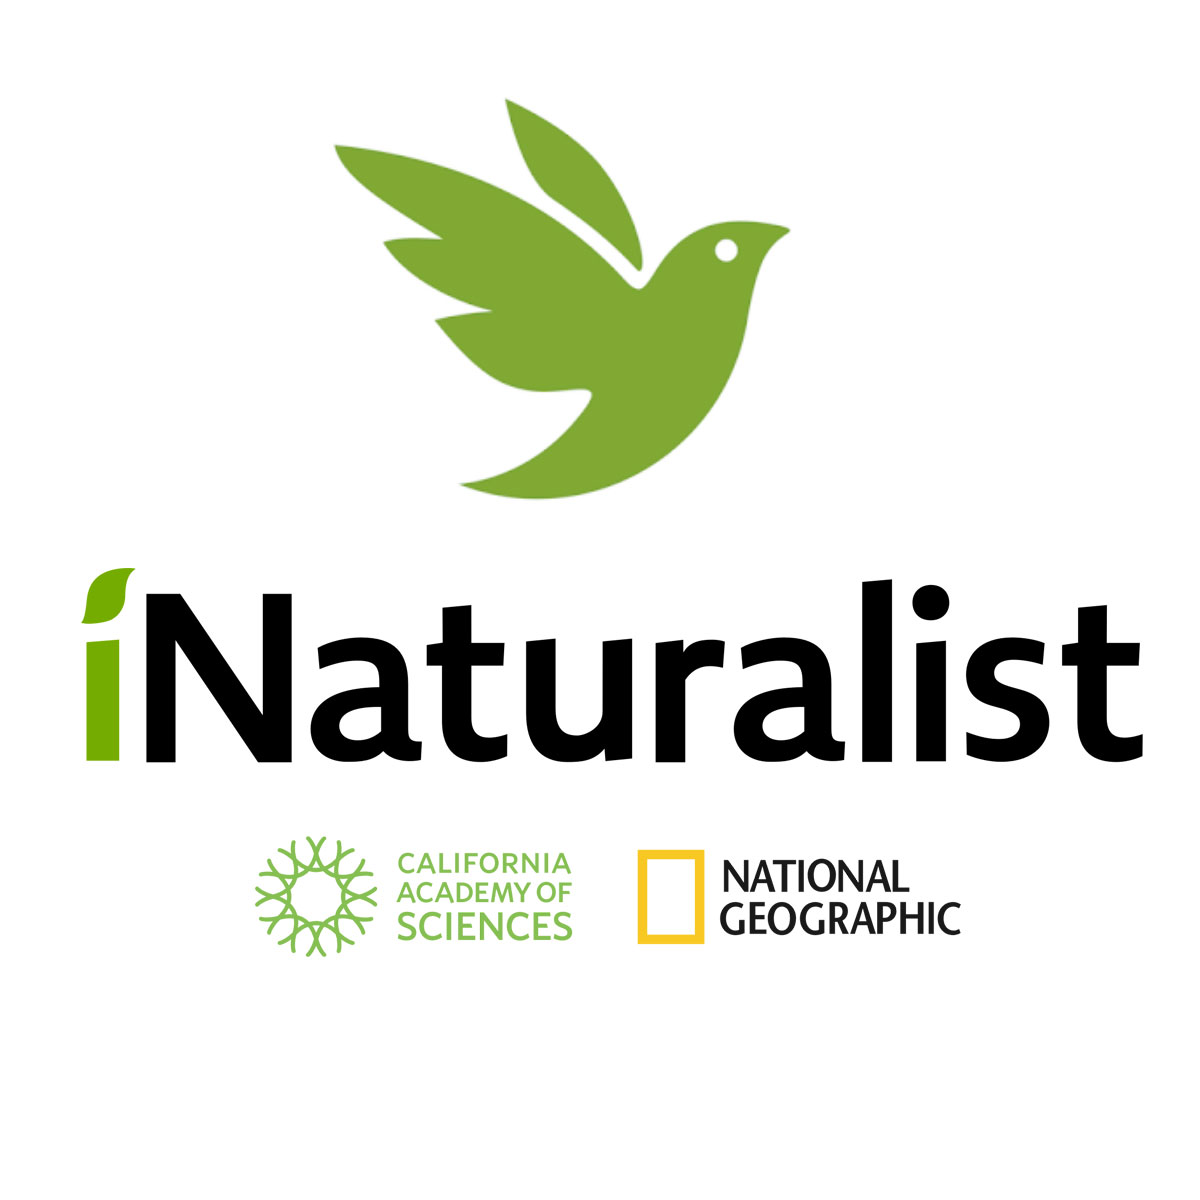 iNaturalist
CALIFORNIA
ACADEMY OF
SCIENCES
NATIONAL
GEOGRAPHIC